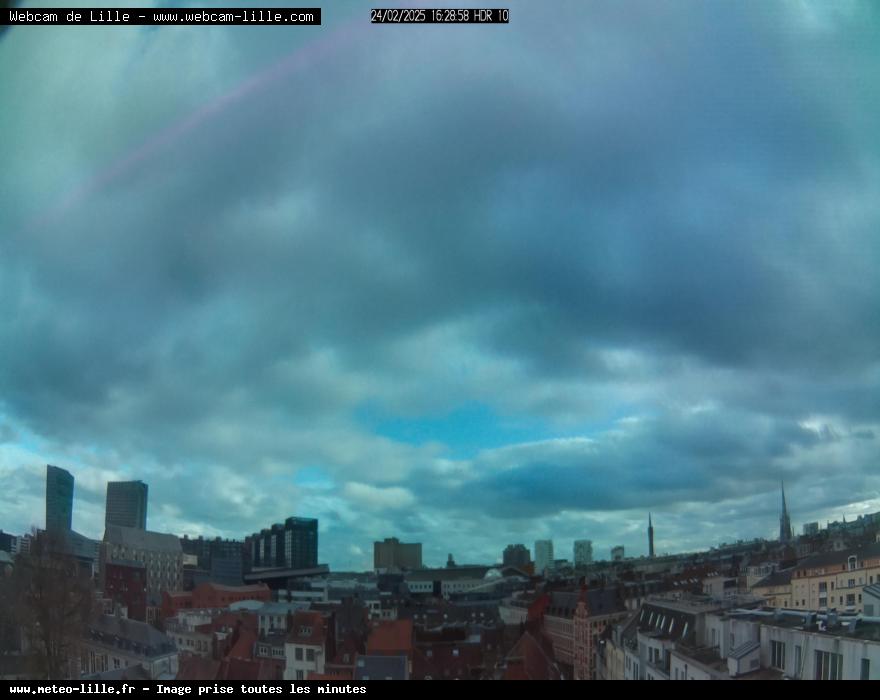 Webcam de Lille - www.webcam-lille.com
24/02/2025 16:28:58 HDR 10
www.meteo-lille.fr - Image prise toutes les minutes